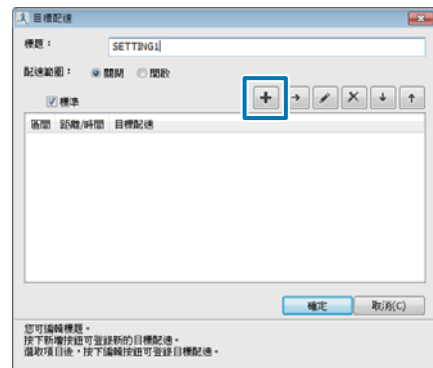 目標配速
標題： SETTING1
配速範圍： 關閉 開啟
標準
區間 距離/時間 目標配速
確定 取消(C)
您可編輯標題。
按下新增按鈕可登錄新的目標配速。
選取項目後，按下編輯按鈕可登錄目標配速。